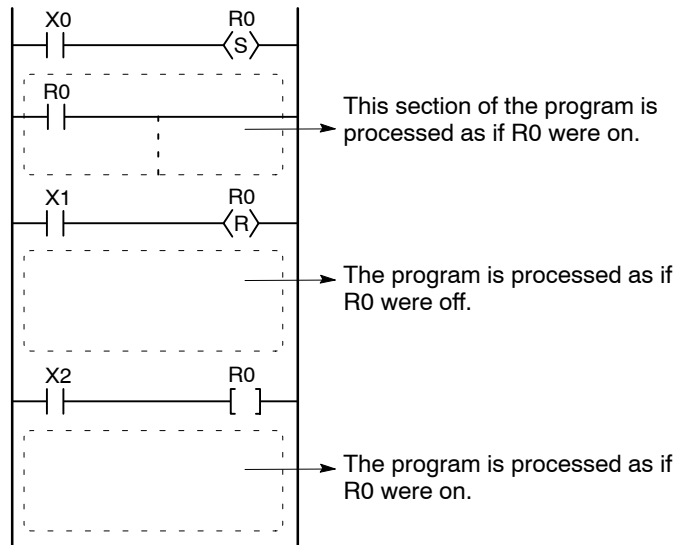 X0 R0
S
R0
This section of the program is
processed as if R0 were on.
X1 R0
R
The program is processed as if
R0 were off.
X2 R0
The program is processed as if
R0 were on.